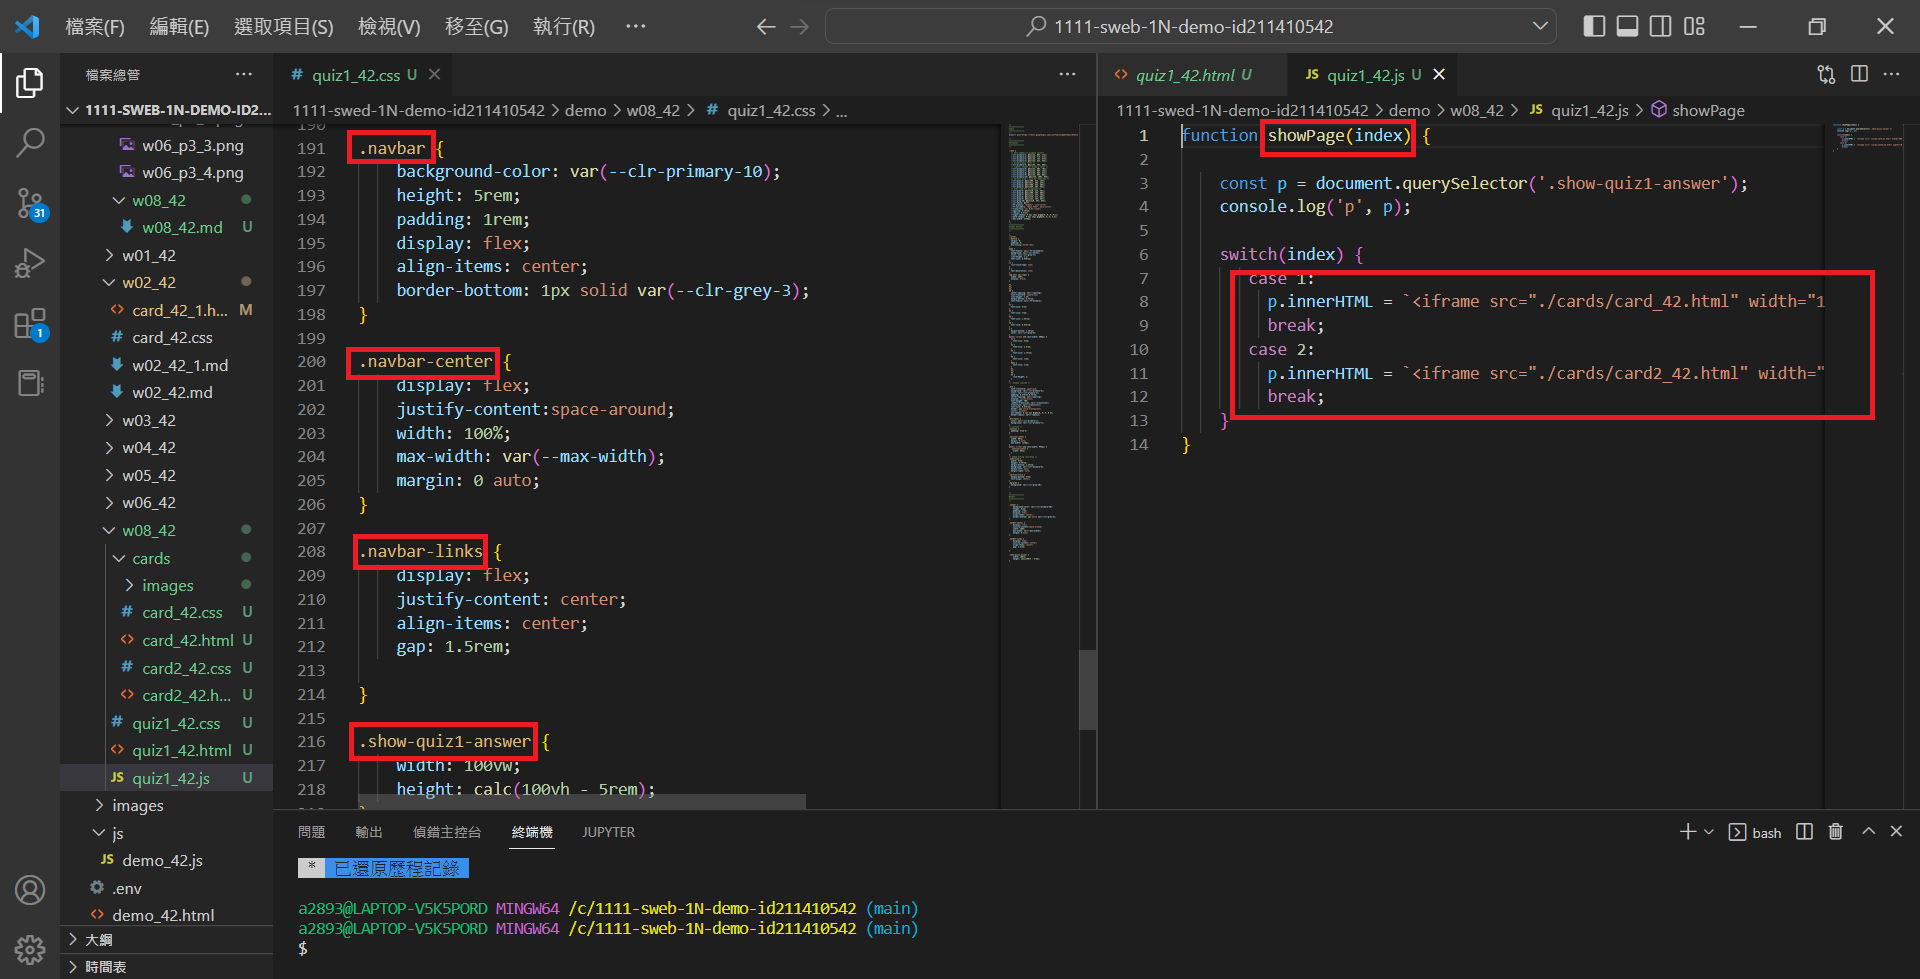 檔案(F) 編輯(E) 選取項目(S) 檢視(V) 移至(G) 執行(R) ···
1111-sweb-1N-demo-id211410542
檔案總管 ···
1111-SWEB-1N-DEMO-ID2...
w06_p3_3.png
w06_p3_4.png
w08_42
w08_42.md U
w01_42
w02_42
card_42_1.h... M
card_42.css
w02_42_1.md
w02_42.md
w03_42
w04_42
w05_42
w06_42
w08_42
cards
images
card_42.css U
card_42.html U
card2_42.css U
card2_42.h... U
quiz1_42.css U
quiz1_42.html U
JS quiz1_42.js U
images
js
JS demo_42.js
.env
demo_42.html
大綱
時間表
31
1
# quiz1_42.css U
1111-swed-1N-demo-id211410542 > demo > w08_42 > # quiz1_42.css > ...
190
191 .navbar {
192 background-color: var(--clr-primary-10);
193 height: 5rem;
194 padding: 1rem;
195 display: flex;
196 align-items: center;
197 border-bottom: 1px solid var(--clr-grey-3);
198 }
199
200 .navbar-center {
201 display: flex;
202 justify-content:space-around;
203 width: 100%;
204 max-width: var(--max-width);
205 margin: 0 auto;
206 }
207
208 .navbar-links {
209 display: flex;
210 justify-content: center;
211 align-items: center;
212 gap: 1.5rem;
213
214 }
215
216 .show-quiz1-answer {
217 width: 100vw;
218 height: calc(100vh - 5rem);
<> quiz1_42.html U JS quiz1_42.js U
1111-swed-1N-demo-id211410542 > demo > w08_42 > JS quiz1_42.js > showPage
1 function showPage(index) {
2
3 const p = document.querySelector('.show-quiz1-answer');
4 console.log('p', p);
5
6 switch(index) {
7 case 1:
8 p.innerHTML = `<iframe src="./cards/card_42.html" width="1
9 break;
10 case 2:
11 p.innerHTML = `<iframe src="./cards/card2_42.html" width="
12 break;
13 }
14 }
問題 輸出 偵錯主控台 終端機 JUPYTER
bash
* 已還原歷程記錄
a2893@LAPTOP-V5K5PORD MINGW64 /c/1111-sweb-1N-demo-id211410542 (main)
a2893@LAPTOP-V5K5PORD MINGW64 /c/1111-sweb-1N-demo-id211410542 (main)
$